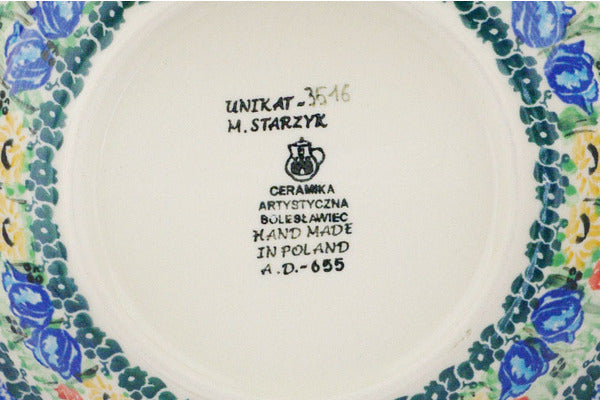 UNIKAT-3516
M. STARZYK
CERAMIKA
ARTYSTYCZNA
BOLESŁAWIEC
HAND MADE
IN POLAND
A.D.-655